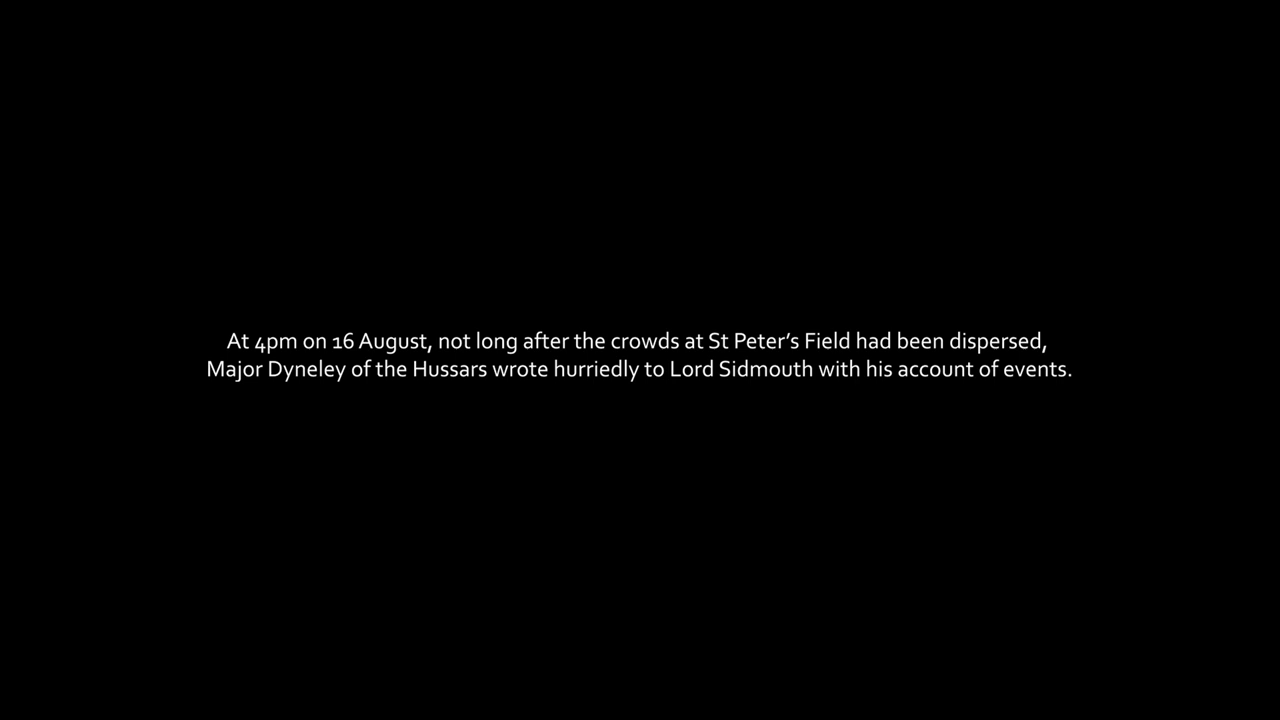 At 4pm on 16 August, not long after the crowds at St Peter’s Field had been dispersed,
Major Dyneley of the Hussars wrote hurriedly to Lord Sidmouth with his account of events.